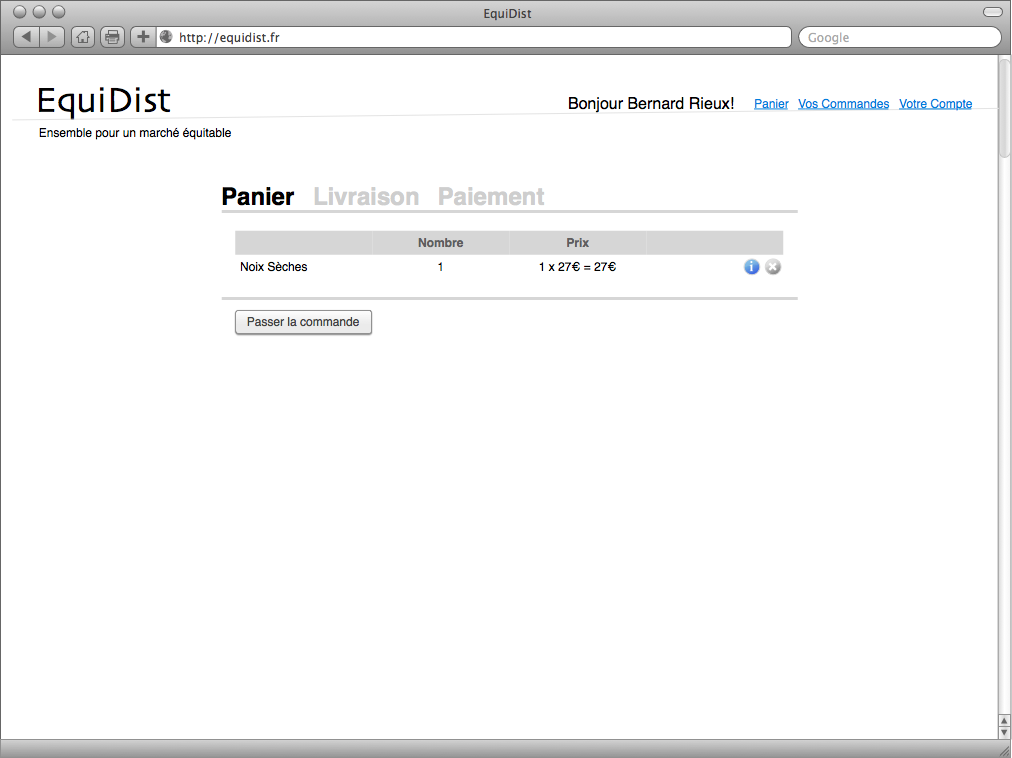 EquiDist
http://equidist.fr
Google
EquiDist
Bonjour Bernard Rieux! Panier Vos Commandes Votre Compte
Ensemble pour un marché équitable
Panier Livraison Paiement
Nombre Prix
Noix Sèches 1 1 x 27€ = 27€
Passer la commande